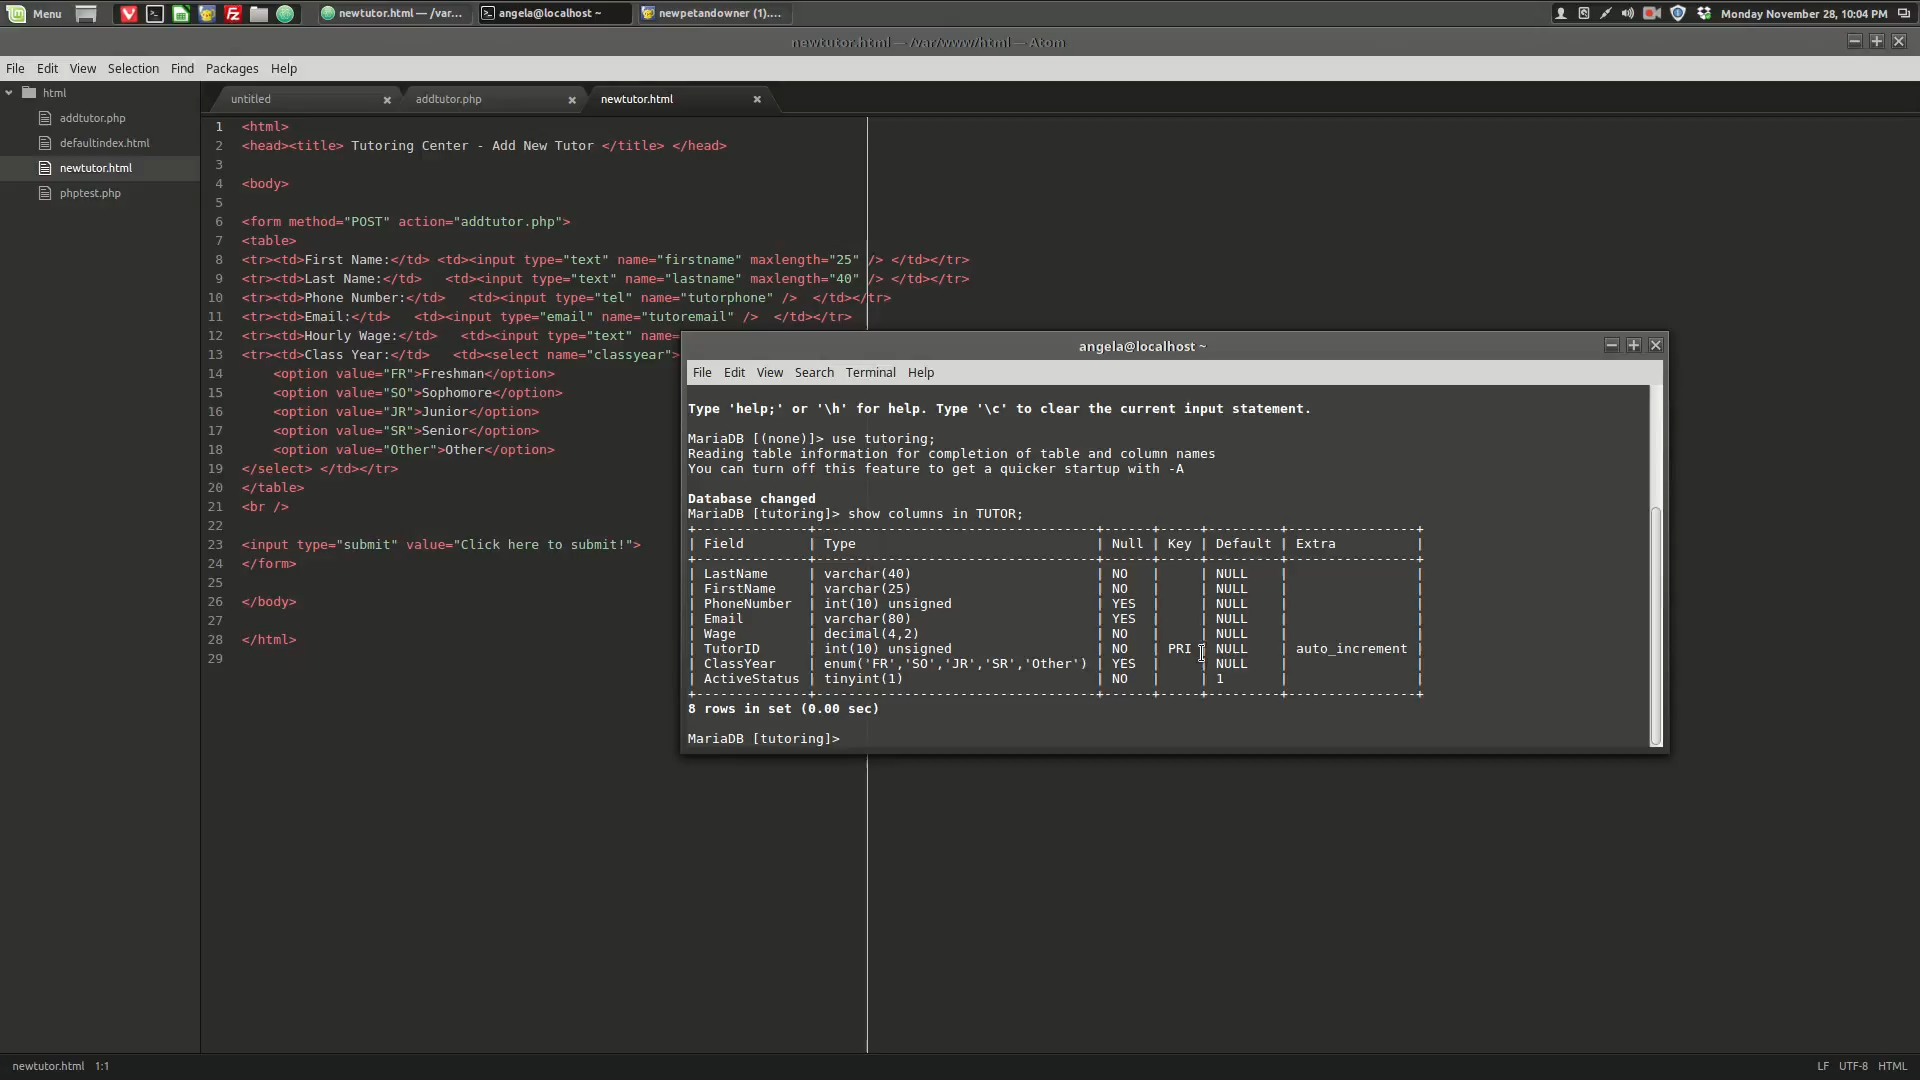 Menu
newtutor.html — /var...
angela@localhost ~
newpetandowner (1)....
Monday November 28, 10:04 PM
newtutor.html — /var/www/html — Atom
File Edit View Selection Find Packages Help
html
addtutor.php
defaultindex.html
newtutor.html
phptest.php
untitled
addtutor.php
newtutor.html
1 <html>
2 <head><title> Tutoring Center - Add New Tutor </title> </head>
3
4 <body>
5
6 <form method="POST" action="addtutor.php">
7 <table>
8 <tr><td>First Name:</td> <td><input type="text" name="firstname" maxlength="25" /> </td></tr>
9 <tr><td>Last Name:</td>   <td><input type="text" name="lastname" maxlength="40" /> </td></tr>
10 <tr><td>Phone Number:</td>   <td><input type="tel" name="tutorphone" />  </td></tr>
11 <tr><td>Email:</td>   <td><input type="email" name="tutoremail" />  </td></tr>
12 <tr><td>Hourly Wage:</td>   <td><input type="text" name=
13 <tr><td>Class Year:</td>   <td><select name="classyear">
14     <option value="FR">Freshman</option>
15     <option value="SO">Sophomore</option>
16     <option value="JR">Junior</option>
17     <option value="SR">Senior</option>
18     <option value="Other">Other</option>
19 </select> </td></tr>
20 </table>
21 <br />
22
23 <input type="submit" value="Click here to submit!">
24 </form>
25
26 </body>
27
28 </html>
29
angela@localhost ~
File Edit View Search Terminal Help
Type 'help;' or '\h' for help. Type '\c' to clear the current input statement.
MariaDB [(none)]> use tutoring;
Reading table information for completion of table and column names
You can turn off this feature to get a quicker startup with -A
Database changed
MariaDB [tutoring]> show columns in TUTOR;
+--------------+-----------------------------------+------+-----+---------+----------------+
| Field        | Type                              | Null | Key | Default | Extra          |
+--------------+-----------------------------------+------+-----+---------+----------------+
| LastName     | varchar(40)                       | NO   |     | NULL    |                |
| FirstName    | varchar(25)                       | NO   |     | NULL    |                |
| PhoneNumber  | int(10) unsigned                  | YES  |     | NULL    |                |
| Email        | varchar(80)                       | YES  |     | NULL    |                |
| Wage         | decimal(4,2)                      | NO   |     | NULL    |                |
| TutorID      | int(10) unsigned                  | NO   | PRI | NULL    | auto_increment |
| ClassYear    | enum('FR','SO','JR','SR','Other') | YES  |     | NULL    |                |
| ActiveStatus | tinyint(1)                        | NO   |     | 1       |                |
+--------------+-----------------------------------+------+-----+---------+----------------+
8 rows in set (0.00 sec)
MariaDB [tutoring]>
newtutor.html 1:1
LF UTF-8 HTML